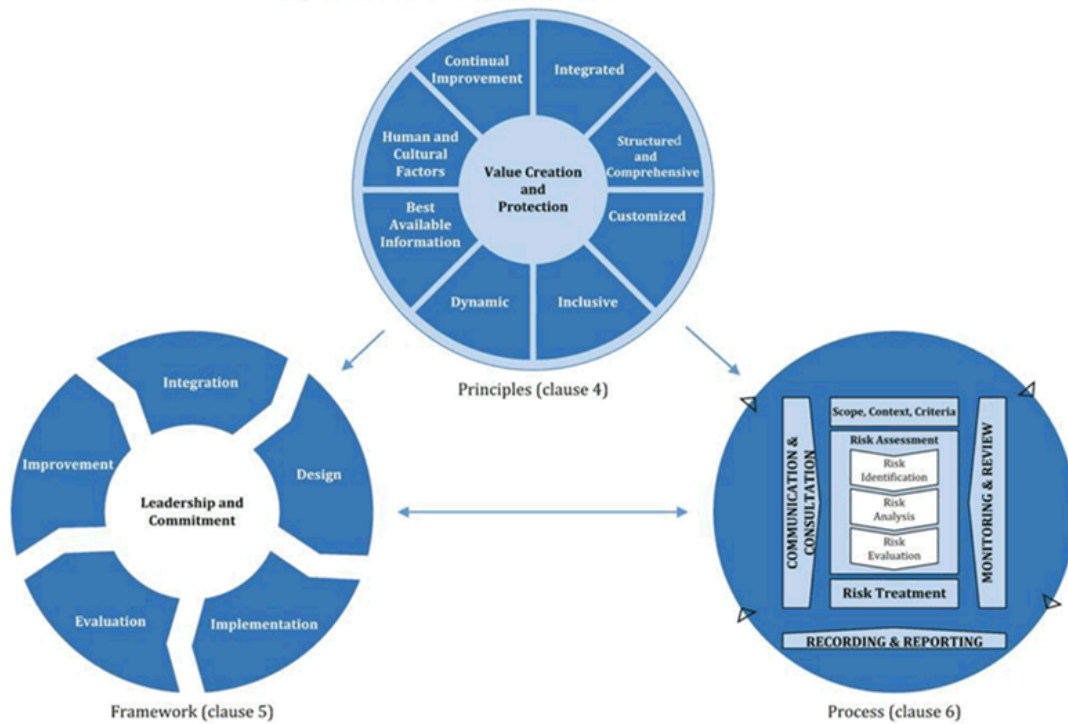 Continual
Improvement
Integrated
Human and
Cultural
Factors
Structured
and
Comprehensive
Value Creation
and
Protection
Best
Available
Information
Customized
Dynamic
Inclusive
Principles (clause 4)
Integration
Improvement
Design
Leadership and
Commitment
Evaluation
Implementation
Framework (clause 5)
COMMUNICATION &
CONSULTATION
Scope, Context, Criteria
Risk Assessment
Risk
Identification
Risk
Analysis
Risk
Evaluation
Risk Treatment
MONITORING & REVIEW
RECORDING & REPORTING
Process (clause 6)